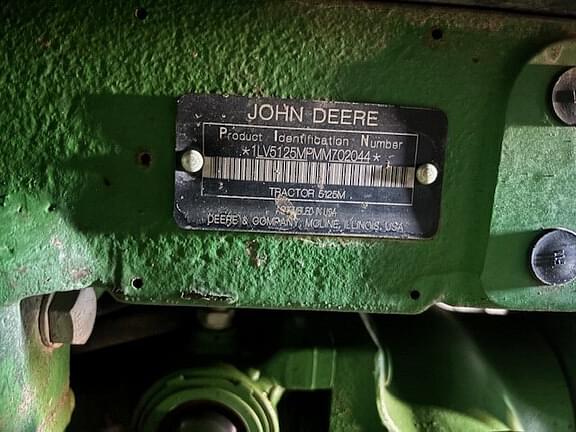 JOHN DEERE
Product Identification Number
*1LV5125MPMM702044*
TRACTOR 5125M
ASSEMBLED IN USA
DEERE & COMPANY, MOLINE, ILLINOIS, USA